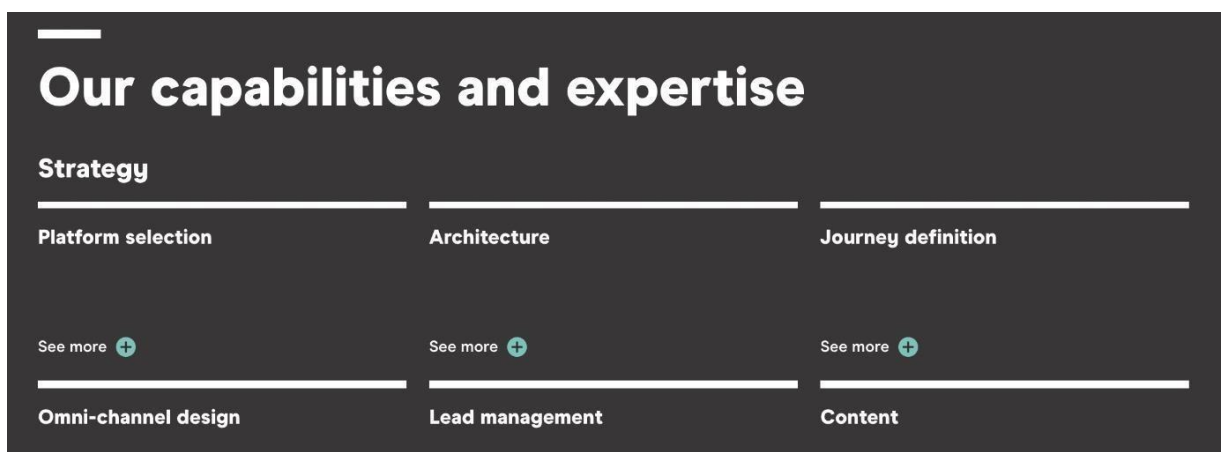 Our capabilities and expertise
Strategy
Platform selection
Architecture
Journey definition
See more
See more
See more
Omni-channel design
Lead management
Content